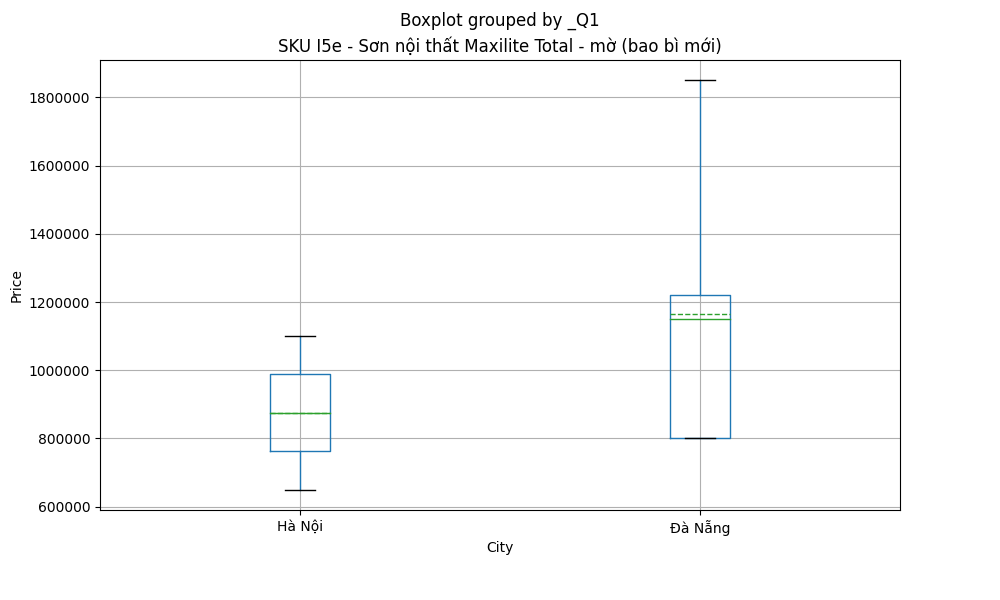 Boxplot grouped by _Q1
SKU I5e - Sơn nội thất Maxilite Total - mờ (bao bì mới)
1800000
1600000
1400000
1200000
1000000
800000
600000
Price
Hà Nội
Đà Nẵng
City